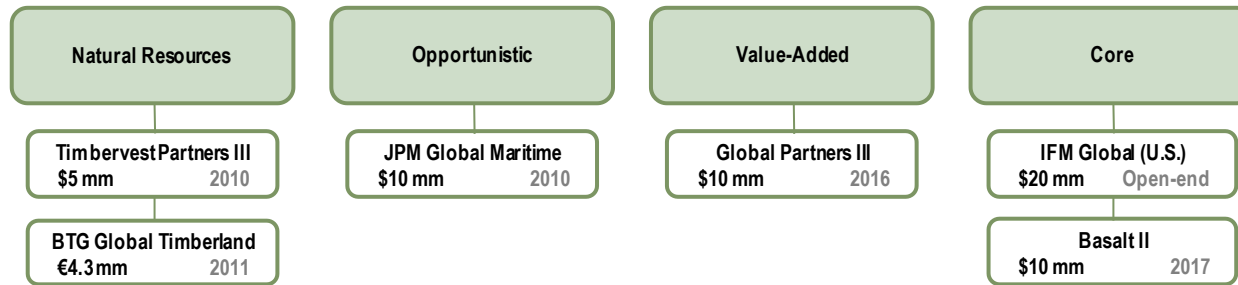 Natural Resources
Opportunistic
Value-Added
Core
Timbervest Partners III
$5 mm 2010
JPM Global Maritime
$10 mm 2010
Global Partners III
$10 mm 2016
IFM Global (U.S.)
$20 mm Open-end
BTG Global Timberland
€4.3 mm 2011
Basalt II
$10 mm 2017